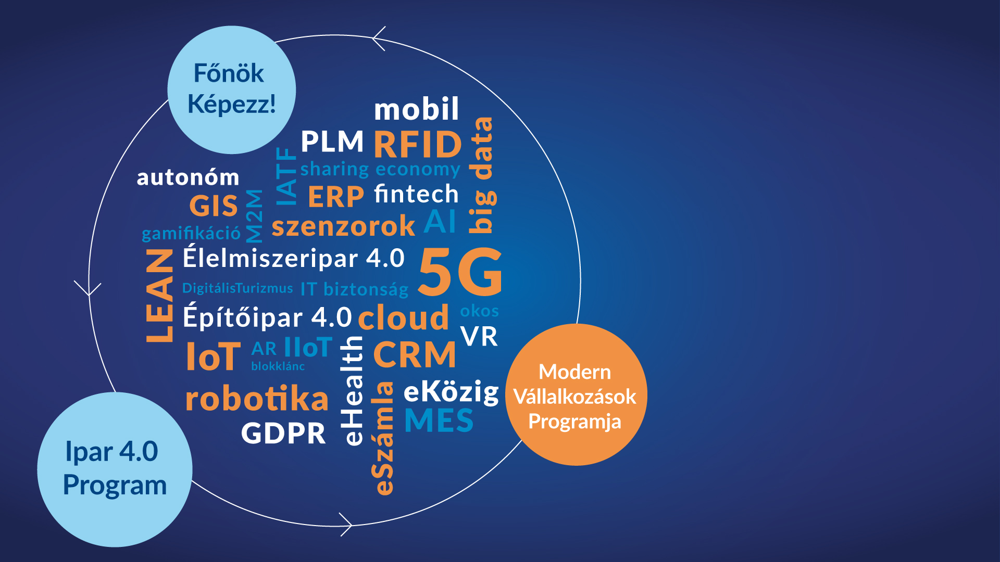 Főnök
Képezz!
mobil
PLM
RFID
big data
IATF
sharing economy
autonóm
ERP
fintech
GIS
M2M
szenzorok
AI
gamifikáció
LEAN
Élelmiszeripar 4.0
5G
DigitálisTurizmus
IT biztonság
Építőipar 4.0
cloud
okos
VR
IoT
AR
IIoT
blokklánc
eHealth
CRM
robotika
eSzámla
eKözig
MES
GDPR
Modern
Vállalkozások
Programja
Ipar 4.0
Program